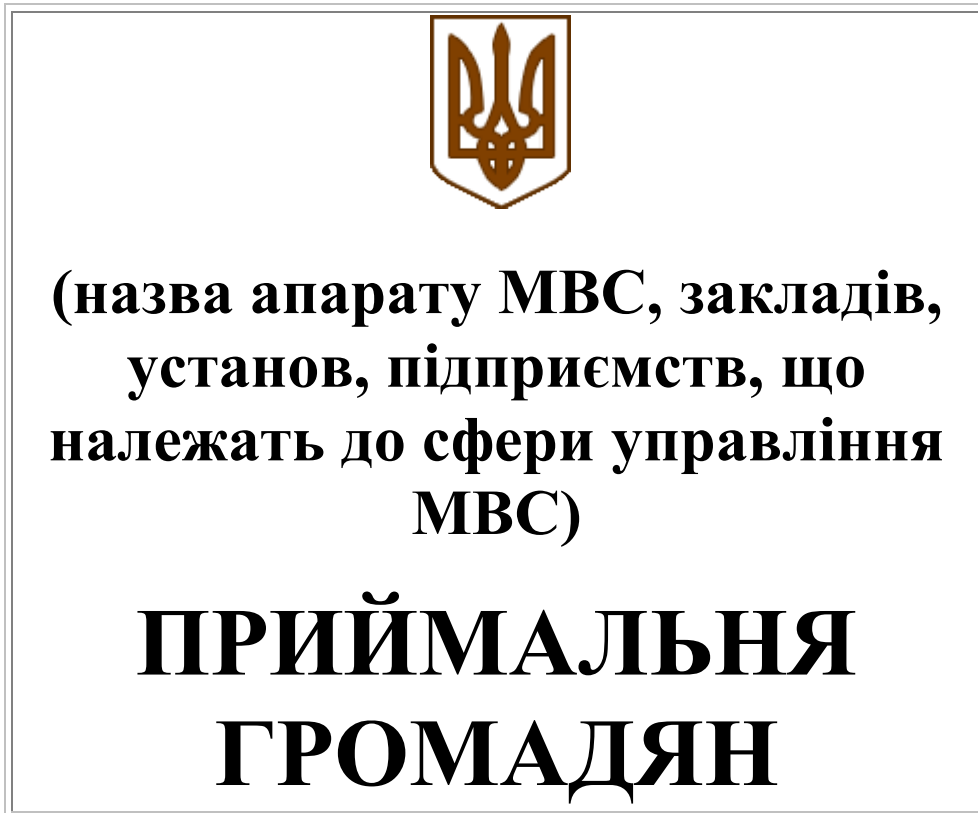 (назва апарату МВС, закладів,
установ, підприємств, що
належать до сфери управління
МВС)
ПРИЙМАЛЬНЯ
ГРОМАДЯН